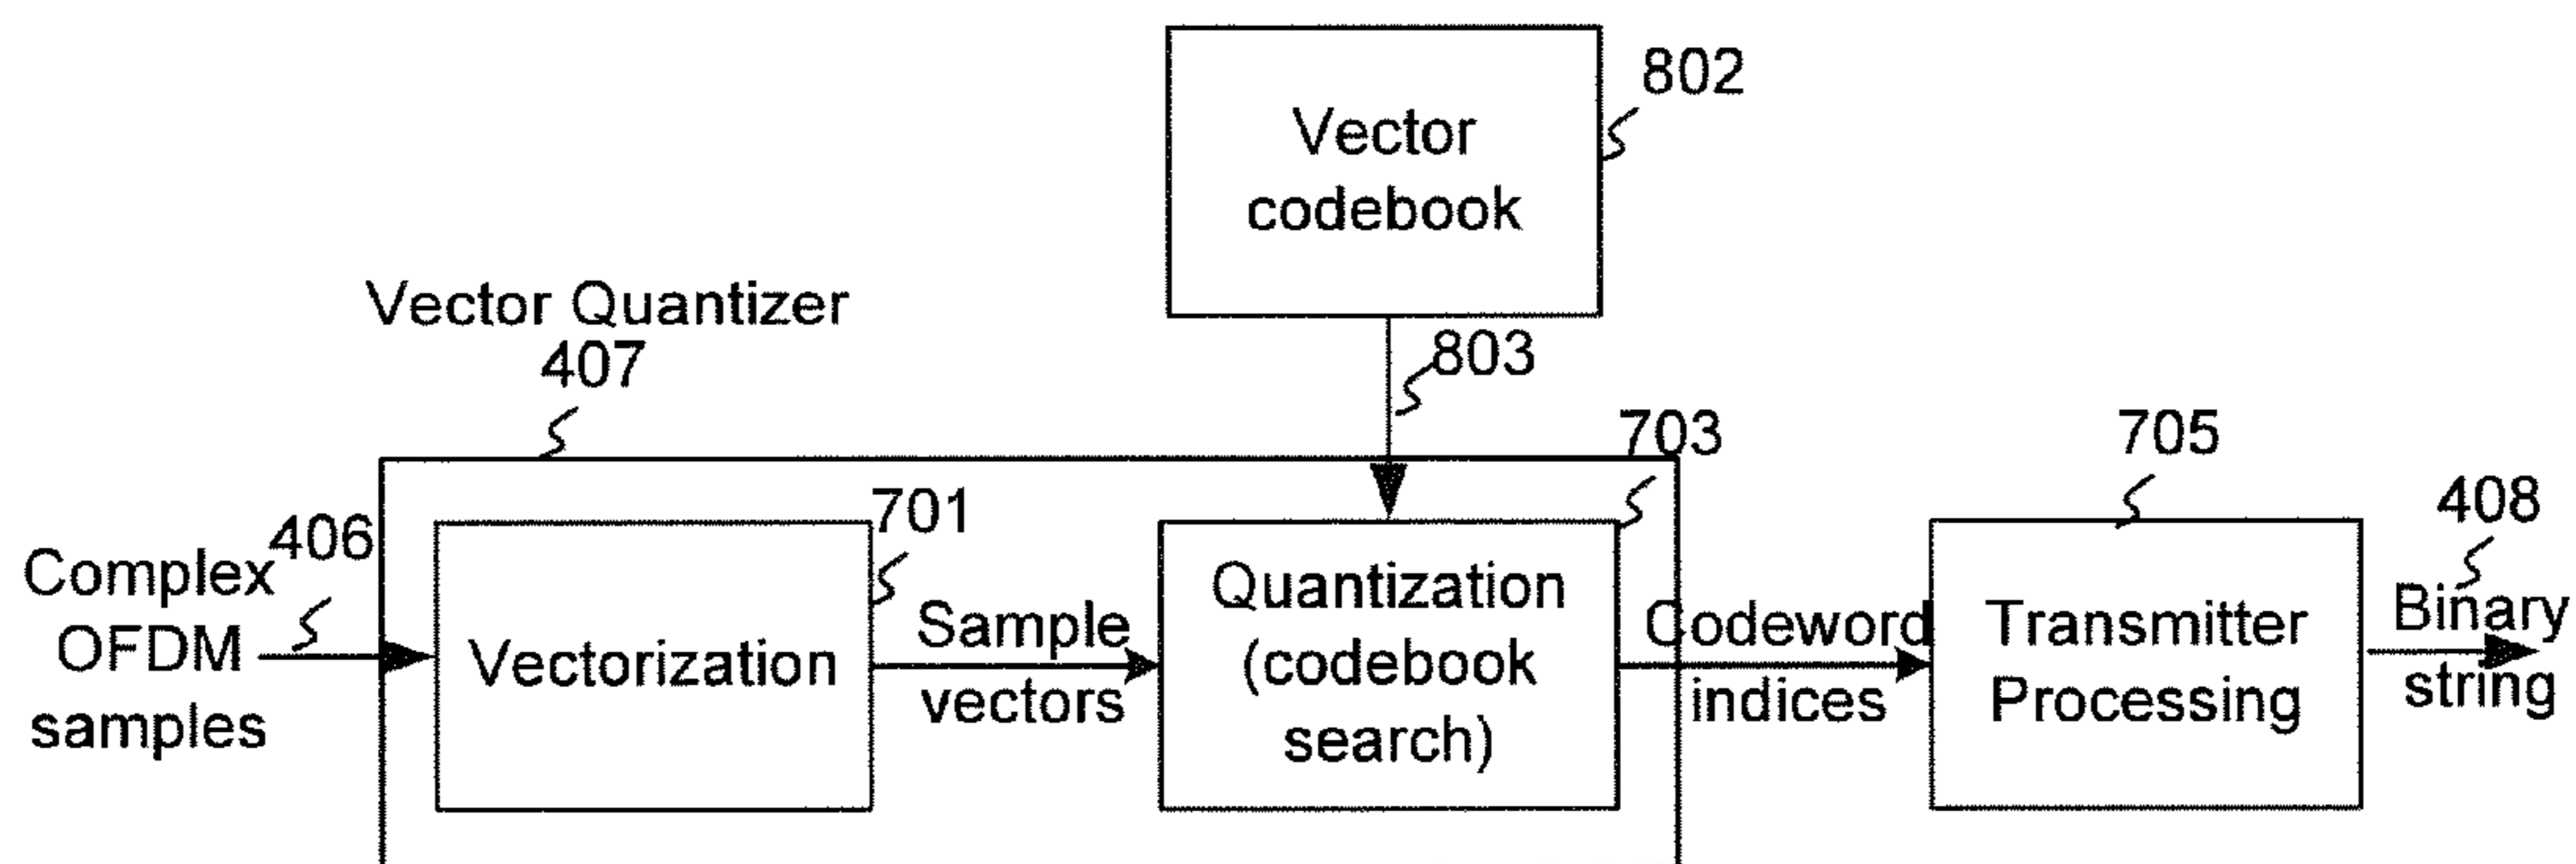 802
Vector
codebook
Vector Quantizer
407
803
703
705
408
701
406
Complex
OFDM
samples
Vectorization
Sample
vectors
Quantization
(codebook
search)
Codeword
indices
Transmitter
Processing
Binary
string